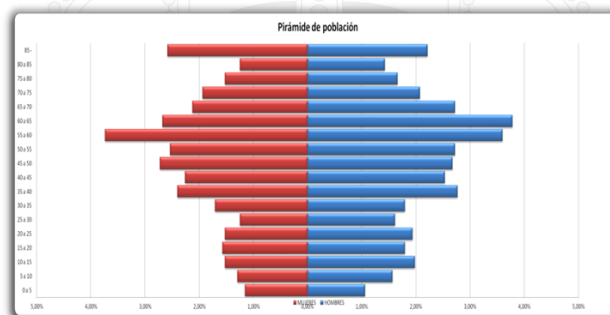 Pirámide de población
85 -
80 a 85
75 a 80
70 a 75
65 a 70
60 a 65
55 a 60
50 a 55
45 a 50
40 a 45
35 a 40
30 a 35
25 a 30
20 a 25
15 a 20
10 a 15
5 a 10
0 a 5
MUJERES HOMBRES
5,00% 4,00% 3,00% 2,00% 1,00% 0,00% 1,00% 2,00% 3,00% 4,00% 5,00%